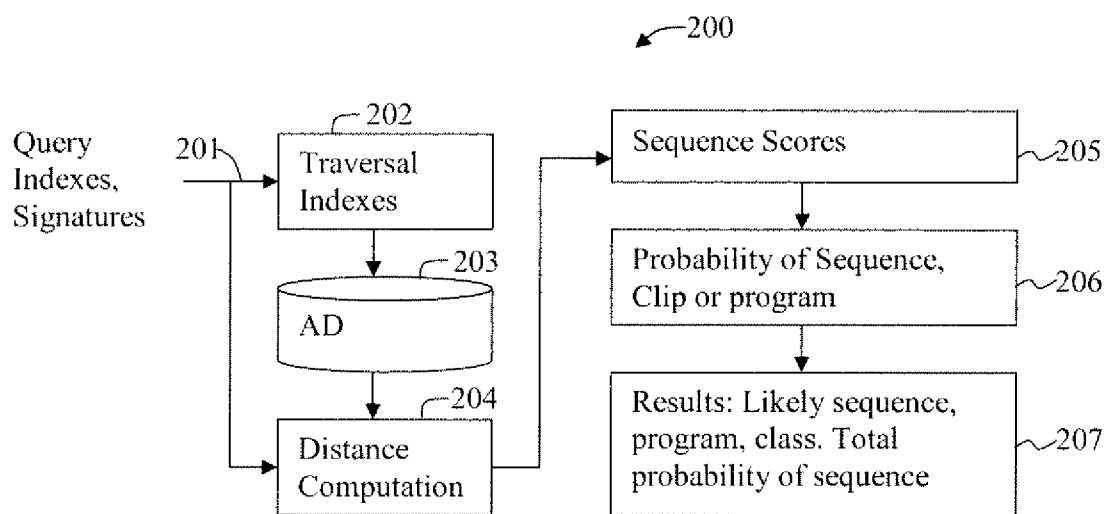 200
Query
Indexes,
Signatures
201
202
Traversal
Indexes
203
AD
204
Distance
Computation
Sequence Scores
205
Probability of Sequence,
Clip or program
206
Results: Likely sequence,
program, class. Total
probability of sequence
207